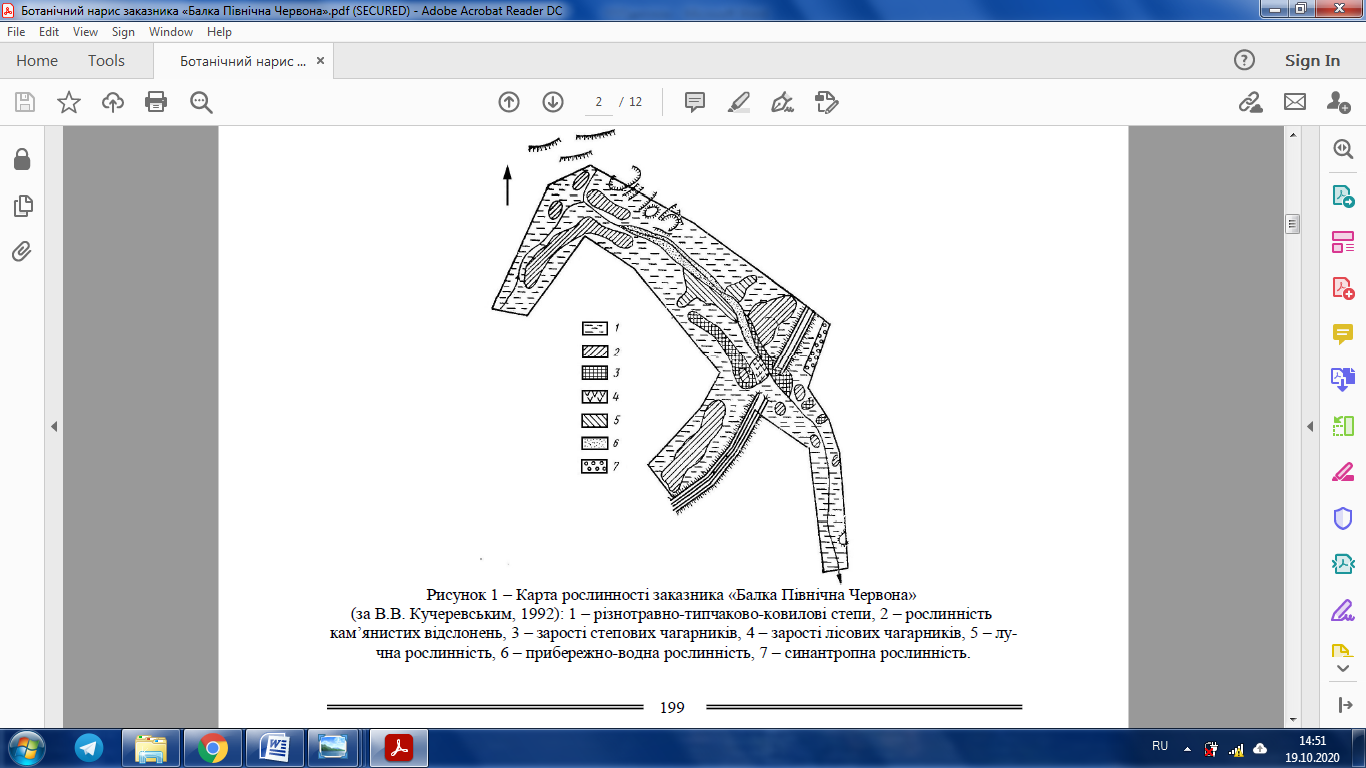 Ботанічний нарис заказника «Балка Північна Червона».pdf (SECURED) - Adobe Acrobat Reader DC
File Edit View Sign Window Help
Home Tools Ботанічний нарис ... × Sign In
2 / 12
1
2
3
4
5
6
7
Рисунок 1 – Карта рослинності заказника «Балка Північна Червона»
(за В.В. Кучеревським, 1992): 1 – різнотравно-типчаково-ковилові степи, 2 – рослинність
кам’янистих відслонень, 3 – зарості степових чагарників, 4 – зарості лісових чагарників, 5 – лу-
чна рослинність, 6 – прибережно-водна рослинність, 7 – синантропна рослинність.
199
RU 14:51
19.10.2020